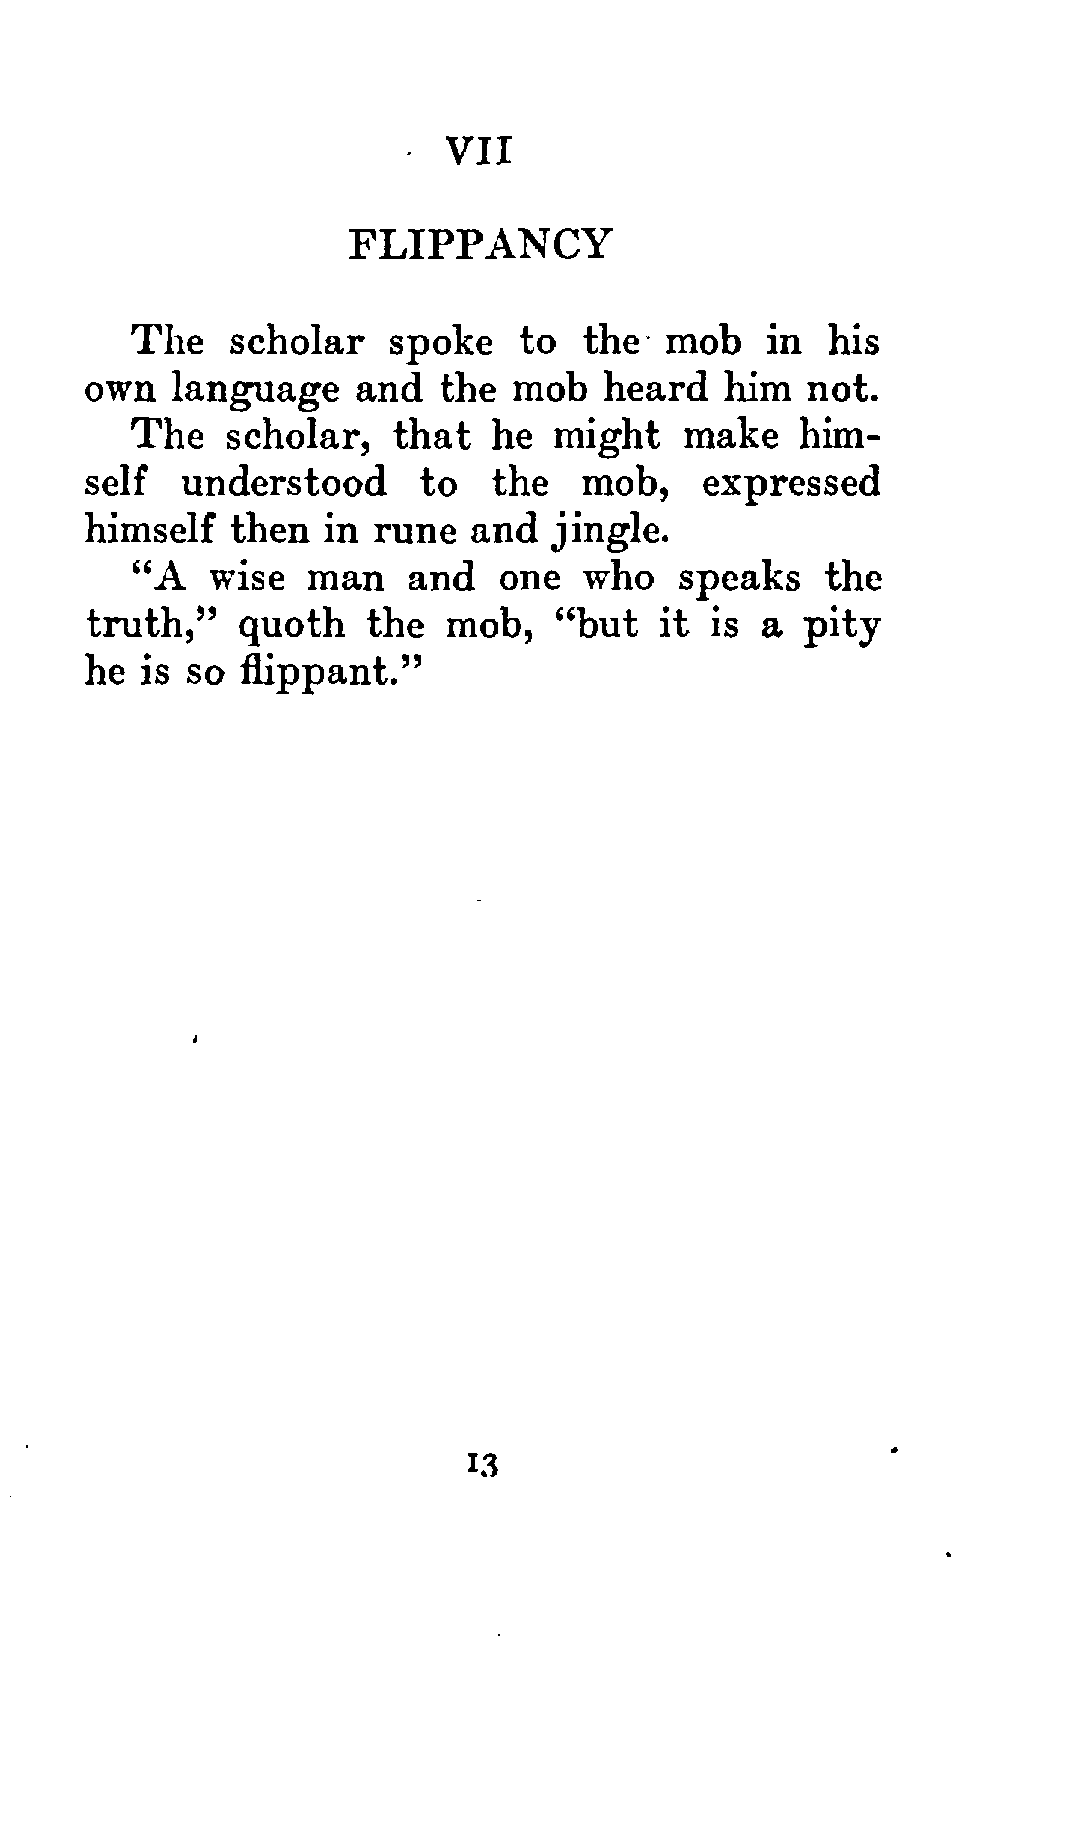 VII
FLIPPANCY
The scholar spoke to the mob in his
own language and the mob heard him not.
The scholar, that he might make him-
self understood to the mob, expressed
himself then in rune and jingle.
“A wise man and one who speaks the
truth,” quoth the mob, “but it is a pity
he is so flippant.”
13